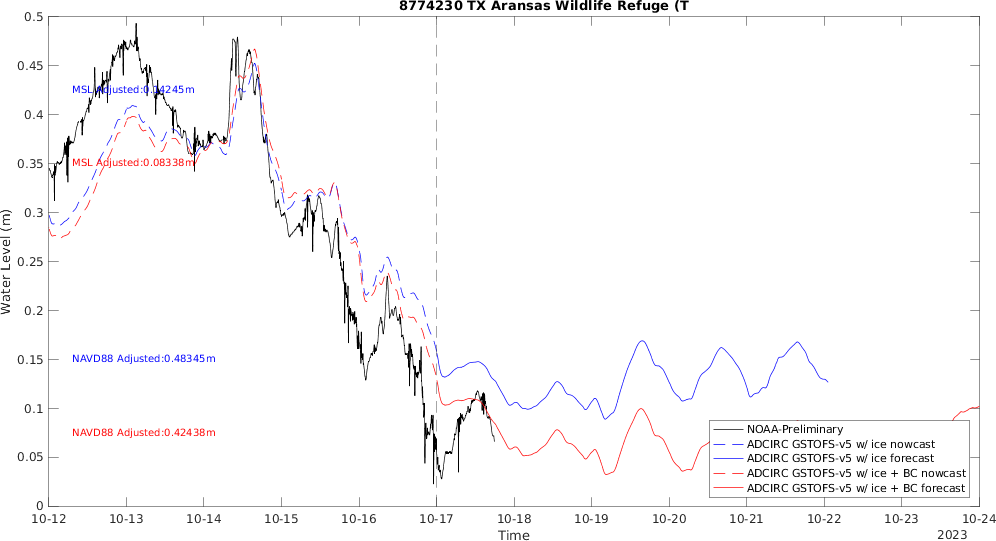 8774230 TX Aransas Wildlife Refuge (T
0.5
0.45
0.4
0.35
0.3
0.25
0.2
0.15
0.1
0.05
0
Water Level (m)
MSL Adjusted:0.14245m
MSL Adjusted:0.08338m
NAVD88 Adjusted:0.48345m
NAVD88 Adjusted:0.42438m
NOAA-Preliminary
ADCIRC GSTOFS-v5 w/ ice nowcast
ADCIRC GSTOFS-v5 w/ ice forecast
ADCIRC GSTOFS-v5 w/ ice + BC nowcast
ADCIRC GSTOFS-v5 w/ ice + BC forecast
10-12 10-13 10-14 10-15 10-16 10-17 10-18 10-19 10-20 10-21 10-22 10-23 10-24
Time
2023